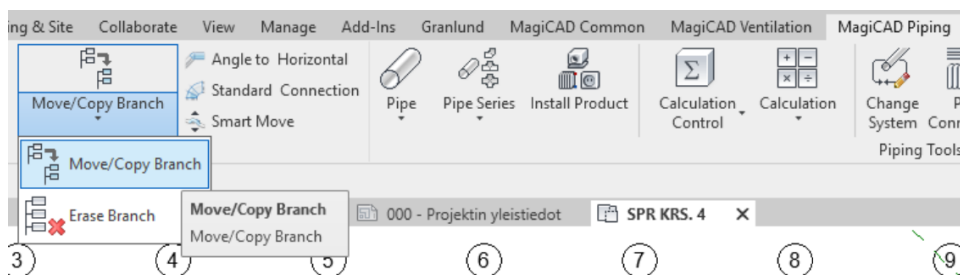 ing & Site Collaborate View Manage Add-Ins Granlund MagiCAD Common MagiCAD Ventilation MagiCAD Piping
Angle to Horizontal
Standard Connection
Smart Move
Move/Copy Branch
Pipe
Pipe Series
Install Product
Σ
Calculation
Control
Calculation
Change
System
P
Conn
Piping Tools
Move/Copy Branch
Erase Branch
Move/Copy Branch
Move/Copy Branch
000 - Projektin yleistiedot
SPR KRS. 4 X
3 4 5 6 7 8 9